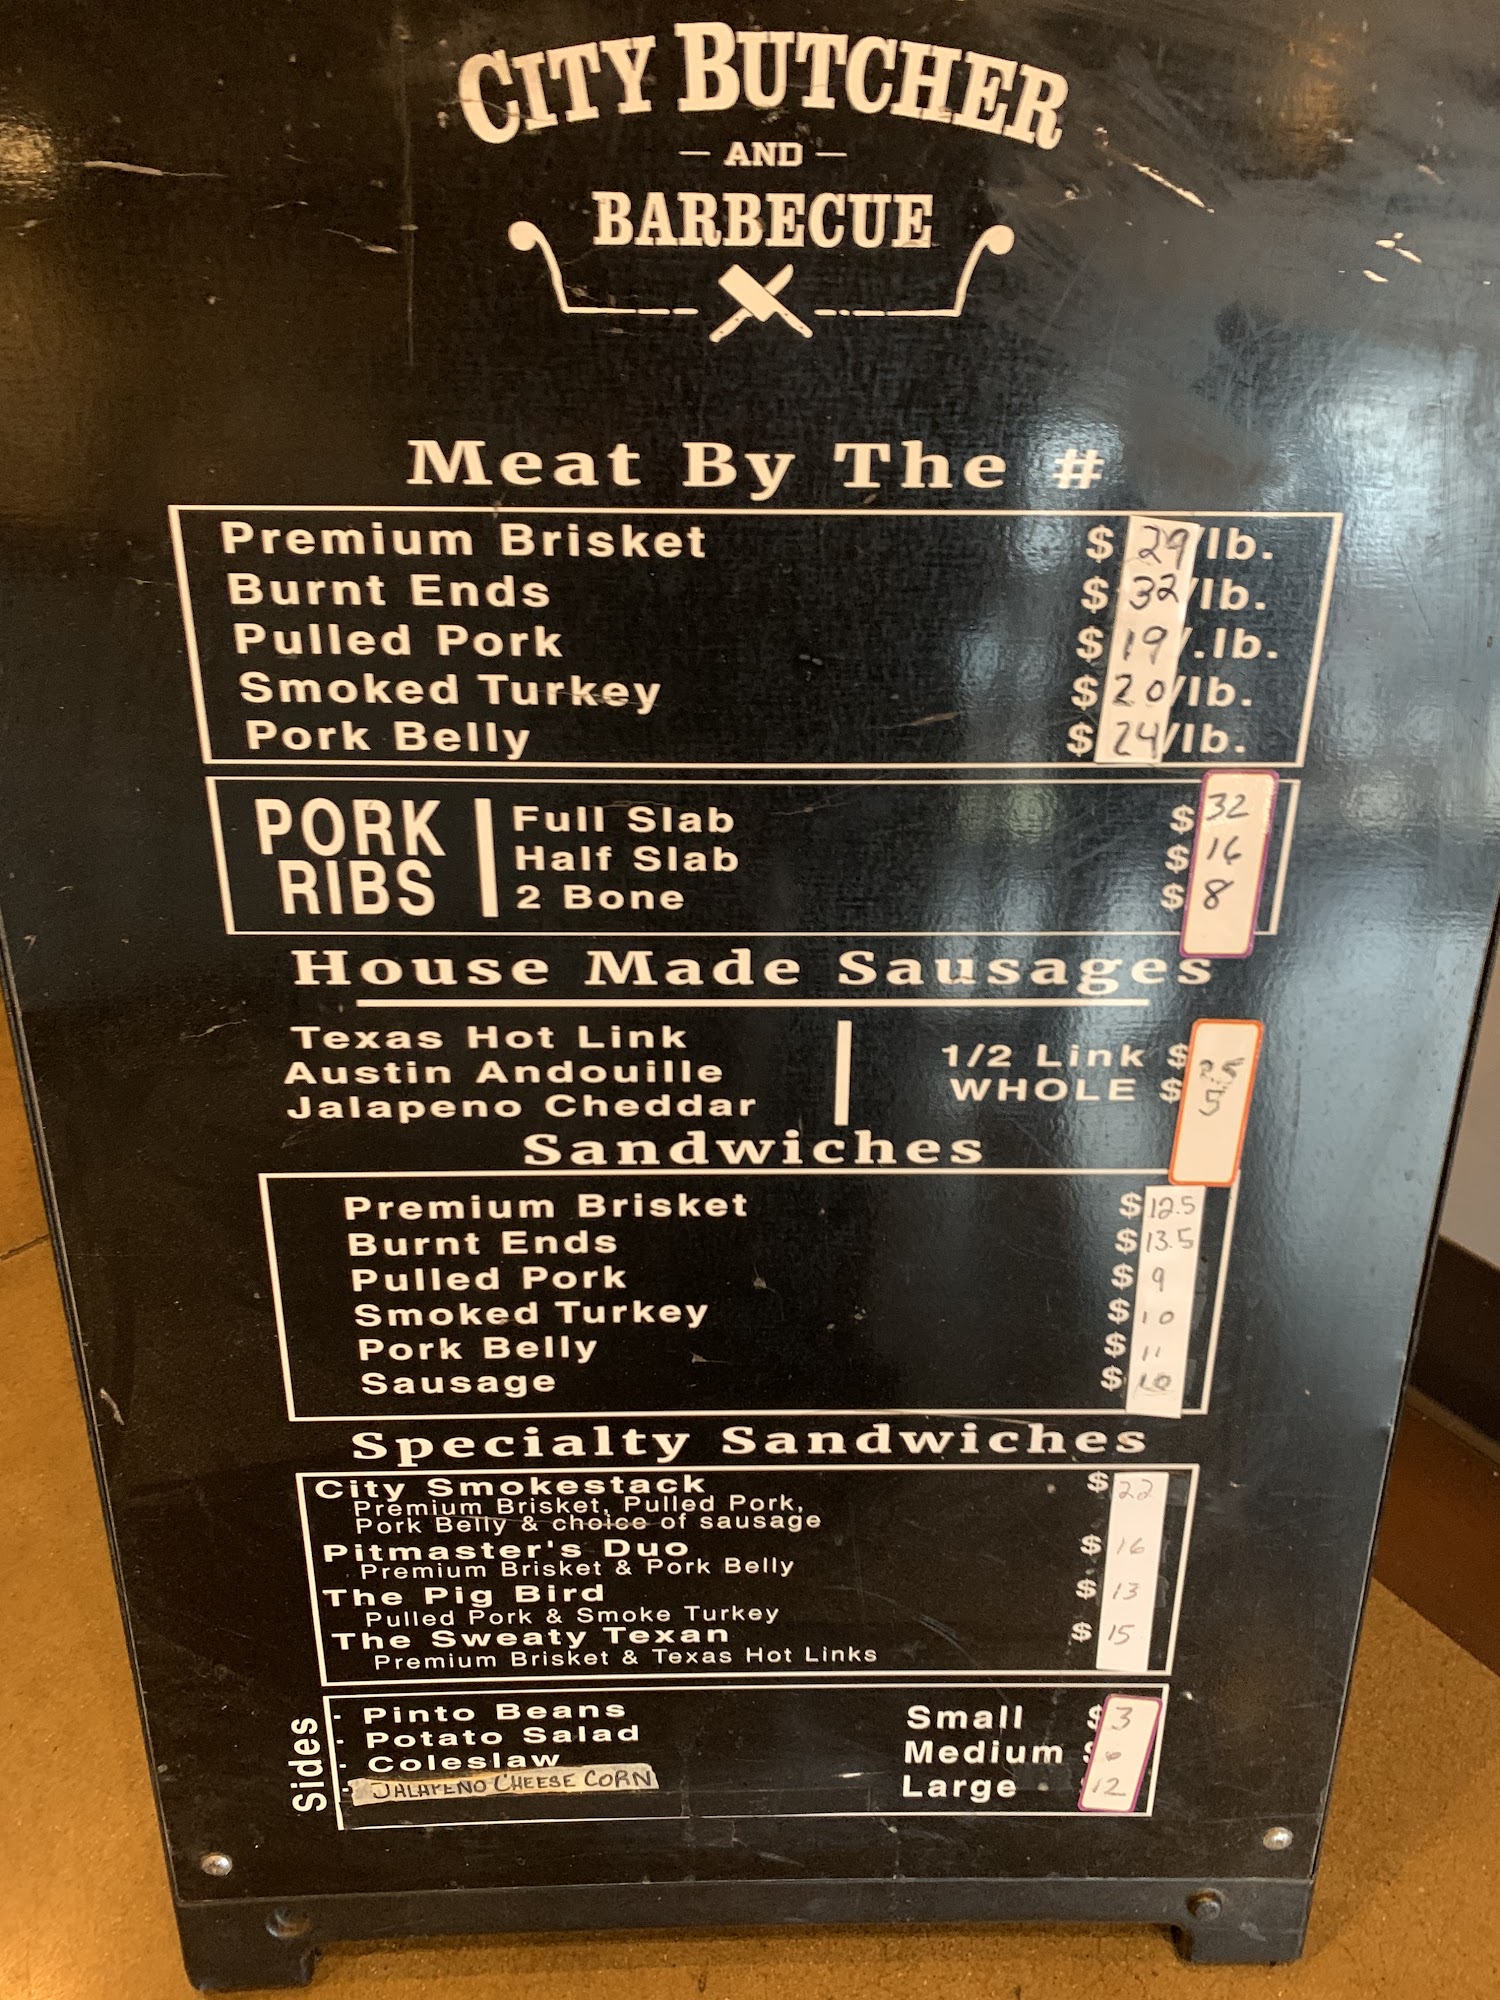 CITY BUTCHER
— AND —
BARBECUE
Meat By The #
Premium Brisket $ 29/lb.
Burnt Ends $ 32/lb.
Pulled Pork $ 19/.lb.
Smoked Turkey $ 20/lb.
Pork Belly $ 24/lb.
PORK
RIBS
Full Slab $ 32
Half Slab $ 16
2 Bone $ 8
House Made Sausages
Texas Hot Link
Austin Andouille
Jalapeno Cheddar
1/2 Link $
WHOLE $
Sandwiches
Premium Brisket $ 12.5
Burnt Ends $ 13.5
Pulled Pork $ 9
Smoked Turkey $ 10
Pork Belly $ 11
Sausage $ 10
Specialty Sandwiches
City Smokestack $ 22
Premium Brisket, Pulled Pork,
Pork Belly & choice of sausage
Pitmaster's Duo $ 16
Premium Brisket & Pork Belly
The Pig Bird $ 13
Pulled Pork & Smoke Turkey
The Sweaty Texan $ 15
Premium Brisket & Texas Hot Links
Sides
- Pinto Beans
- Potato Salad
- Coleslaw
- JALAPENO CHEESE CORN
Small $ 3
Medium $ 6
Large 12